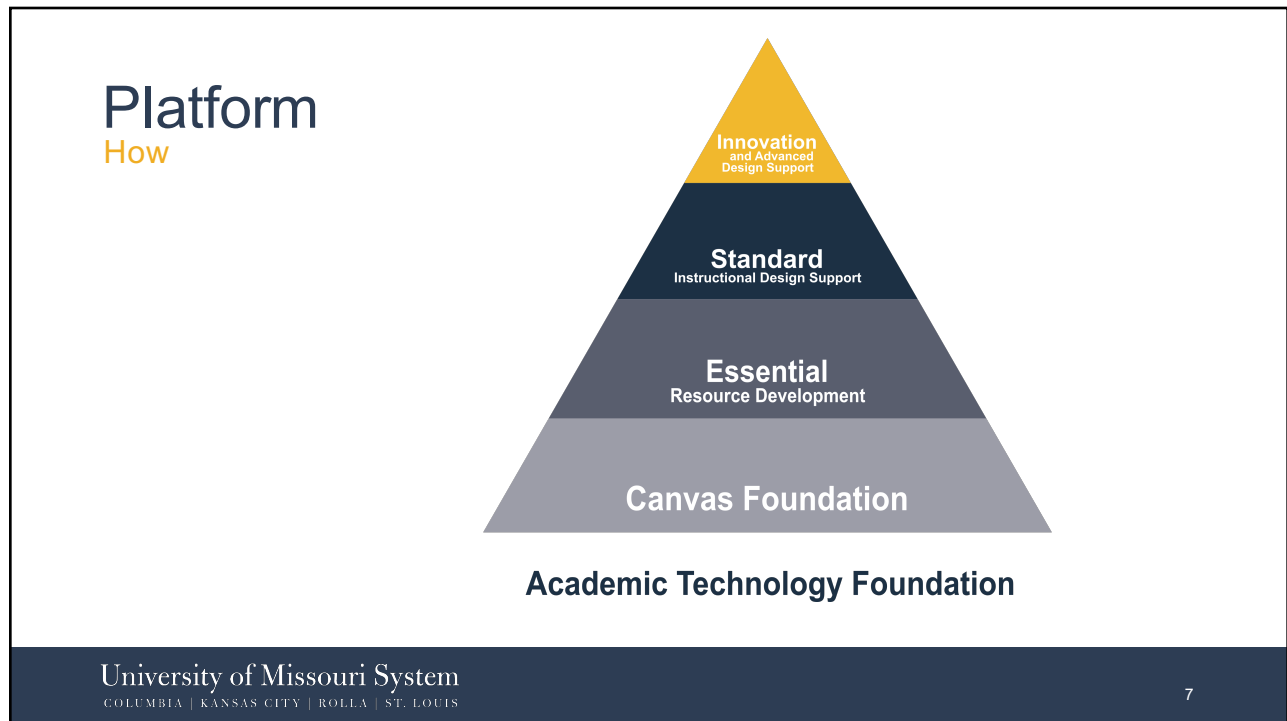 Platform
How
Innovation
and Advanced
Design Support
Standard
Instructional Design Support
Essential
Resource Development
Canvas Foundation
Academic Technology Foundation
University of Missouri System
COLUMBIA | KANSAS CITY | ROLLA | ST. LOUIS
7